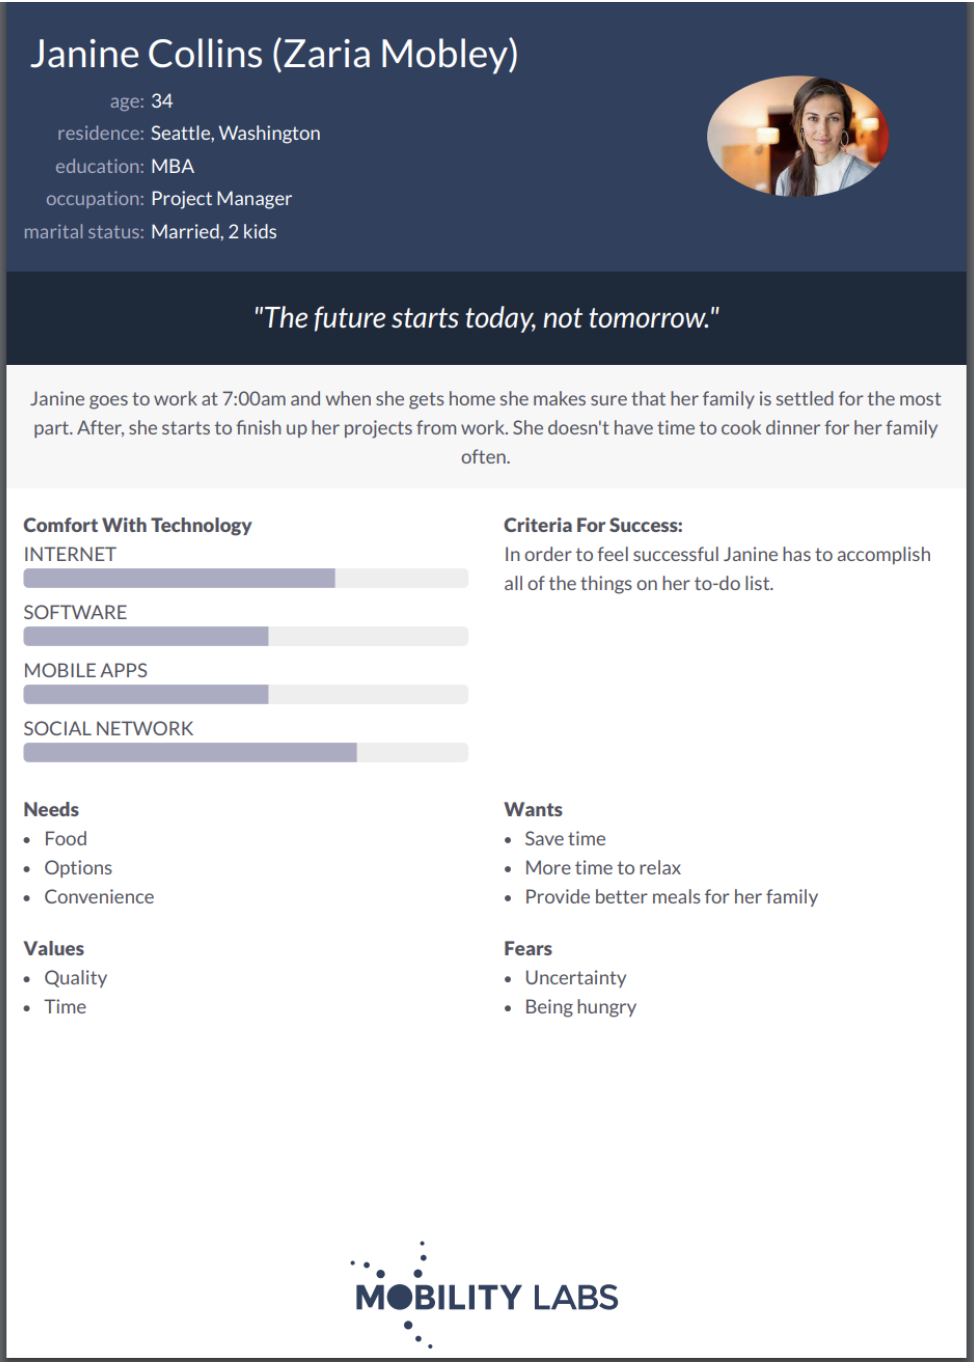 Janine Collins (Zaria Mobley)
age: 34
residence: Seattle, Washington
education: MBA
occupation: Project Manager
marital status: Married, 2 kids
"The future starts today, not tomorrow."
Janine goes to work at 7:00am and when she gets home she makes sure that her family is settled for the most
part. After, she starts to finish up her projects from work. She doesn't have time to cook dinner for her family
often.
Comfort With Technology
INTERNET
SOFTWARE
MOBILE APPS
SOCIAL NETWORK
Criteria For Success:
In order to feel successful Janine has to accomplish
all of the things on her to-do list.
Needs
• Food
• Options
• Convenience
Wants
• Save time
• More time to relax
• Provide better meals for her family
Values
• Quality
• Time
Fears
• Uncertainty
• Being hungry
MOBILITY LABS